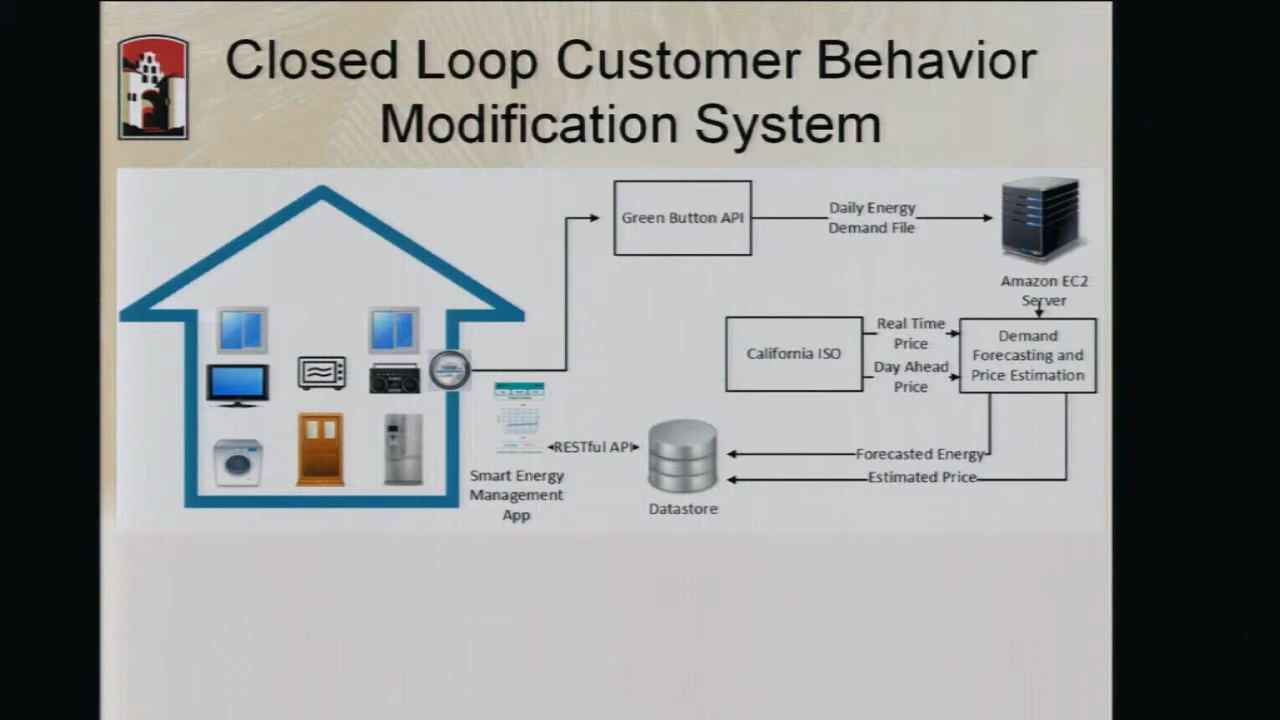 Closed Loop Customer Behavior
Modification System
Green Button API
Daily Energy
Demand File
Amazon EC2
Server
California ISO
Real Time
Price
Day Ahead
Price
Demand
Forecasting and
Price Estimation
RESTful API
Forecasted Energy
Estimated Price
Smart Energy
Management
App
Datastore